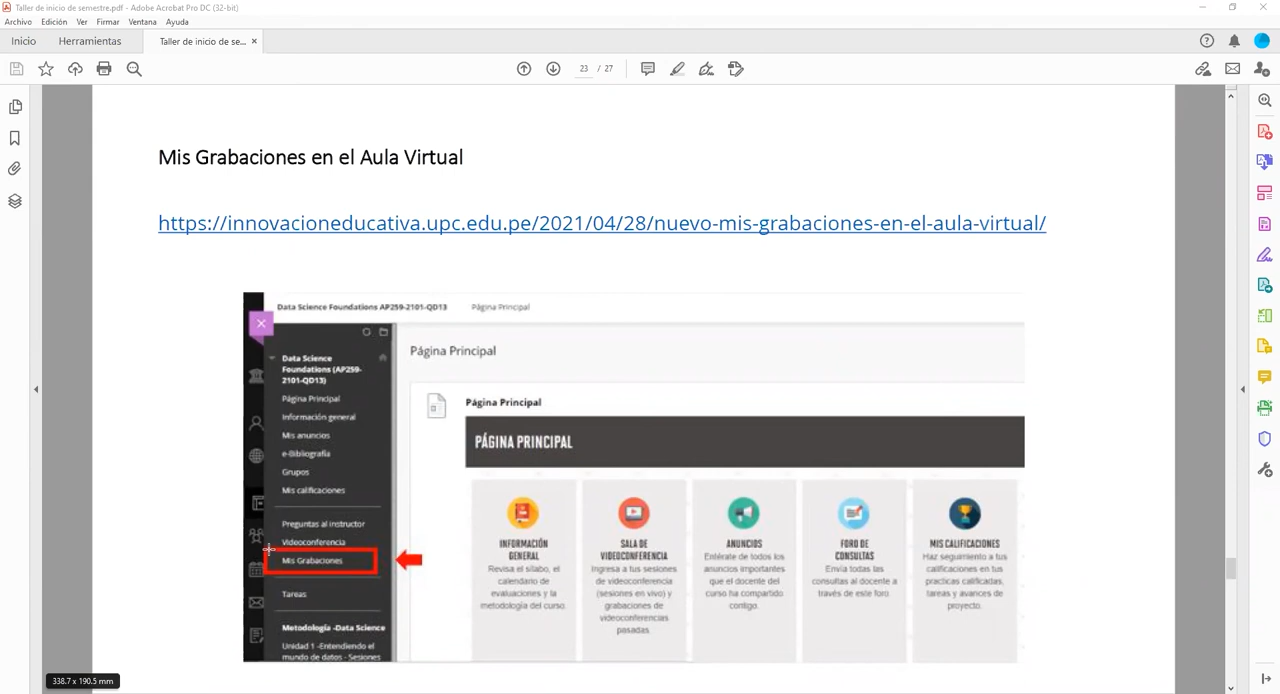 Taller de inicio de semestre.pdf - Adobe Acrobat Pro DC (32-bit)
Archivo Edición Ver Firmar Ventana Ayuda
Inicio Herramientas Taller de inicio de se... ×
23 / 27
Mis Grabaciones en el Aula Virtual
https://innovacioneducativa.upc.edu.pe/2021/04/28/nuevo-mis-grabaciones-en-el-aula-virtual/
Data Science Foundations AP259-2101-QD13 Página Principal
Data Science
Foundations (AP259-
2101-QD13)
Página Principal
Información general
Mis anuncios
e-Bibliografía
Grupos
Mis calificaciones
Preguntas al instructor
Videoconferencia
Mis Grabaciones
Tareas
Metodología -Data Science
Unidad 1 -Entendiendo el
mundo de datos - Sesiones
Página Principal
Página Principal
PÁGINA PRINCIPAL
INFORMACIÓN
GENERAL
Revisa el sílabo, el
calendario de
evaluaciones y la
metodología del curso.
SALA DE
VIDEOCONFERENCIA
Ingresa a tus sesiones
de videoconferencia
(sesiones en vivo) y
grabaciones de
videoconferencias
pasadas.
ANUNCIOS
Entérate de todos los
anuncios importantes
que el docente del
curso ha compartido
contigo.
FORO DE
CONSULTAS
Envía todas las
consultas al docente a
través de este foro.
MIS CALIFICACIONES
Haz seguimiento a tus
calificaciones en tus
practicas calificadas,
tareas y avances de
proyecto.
338.7 x 190.5 mm